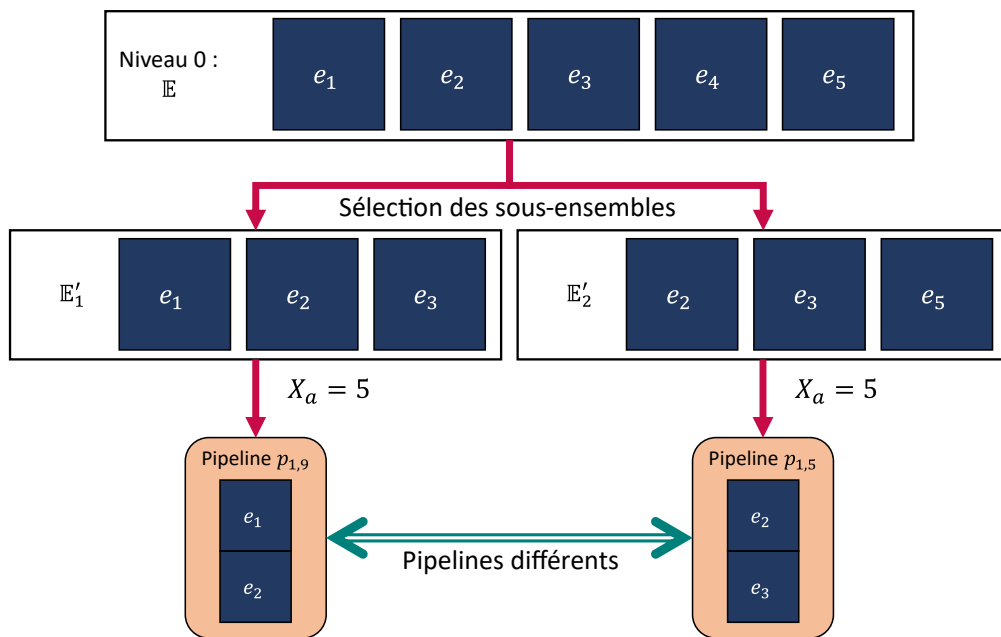 Niveau 0 :
𝔼
e₁ e₂ e₃ e₄ e₅
Sélection des sous-ensembles
𝔼′₁ e₁ e₂ e₃
𝔼′₂ e₂ e₃ e₅
Xₐ = 5
Xₐ = 5
Pipeline p₁,₉
e₁
e₂
Pipelines différents
Pipeline p₁,₅
e₂
e₃